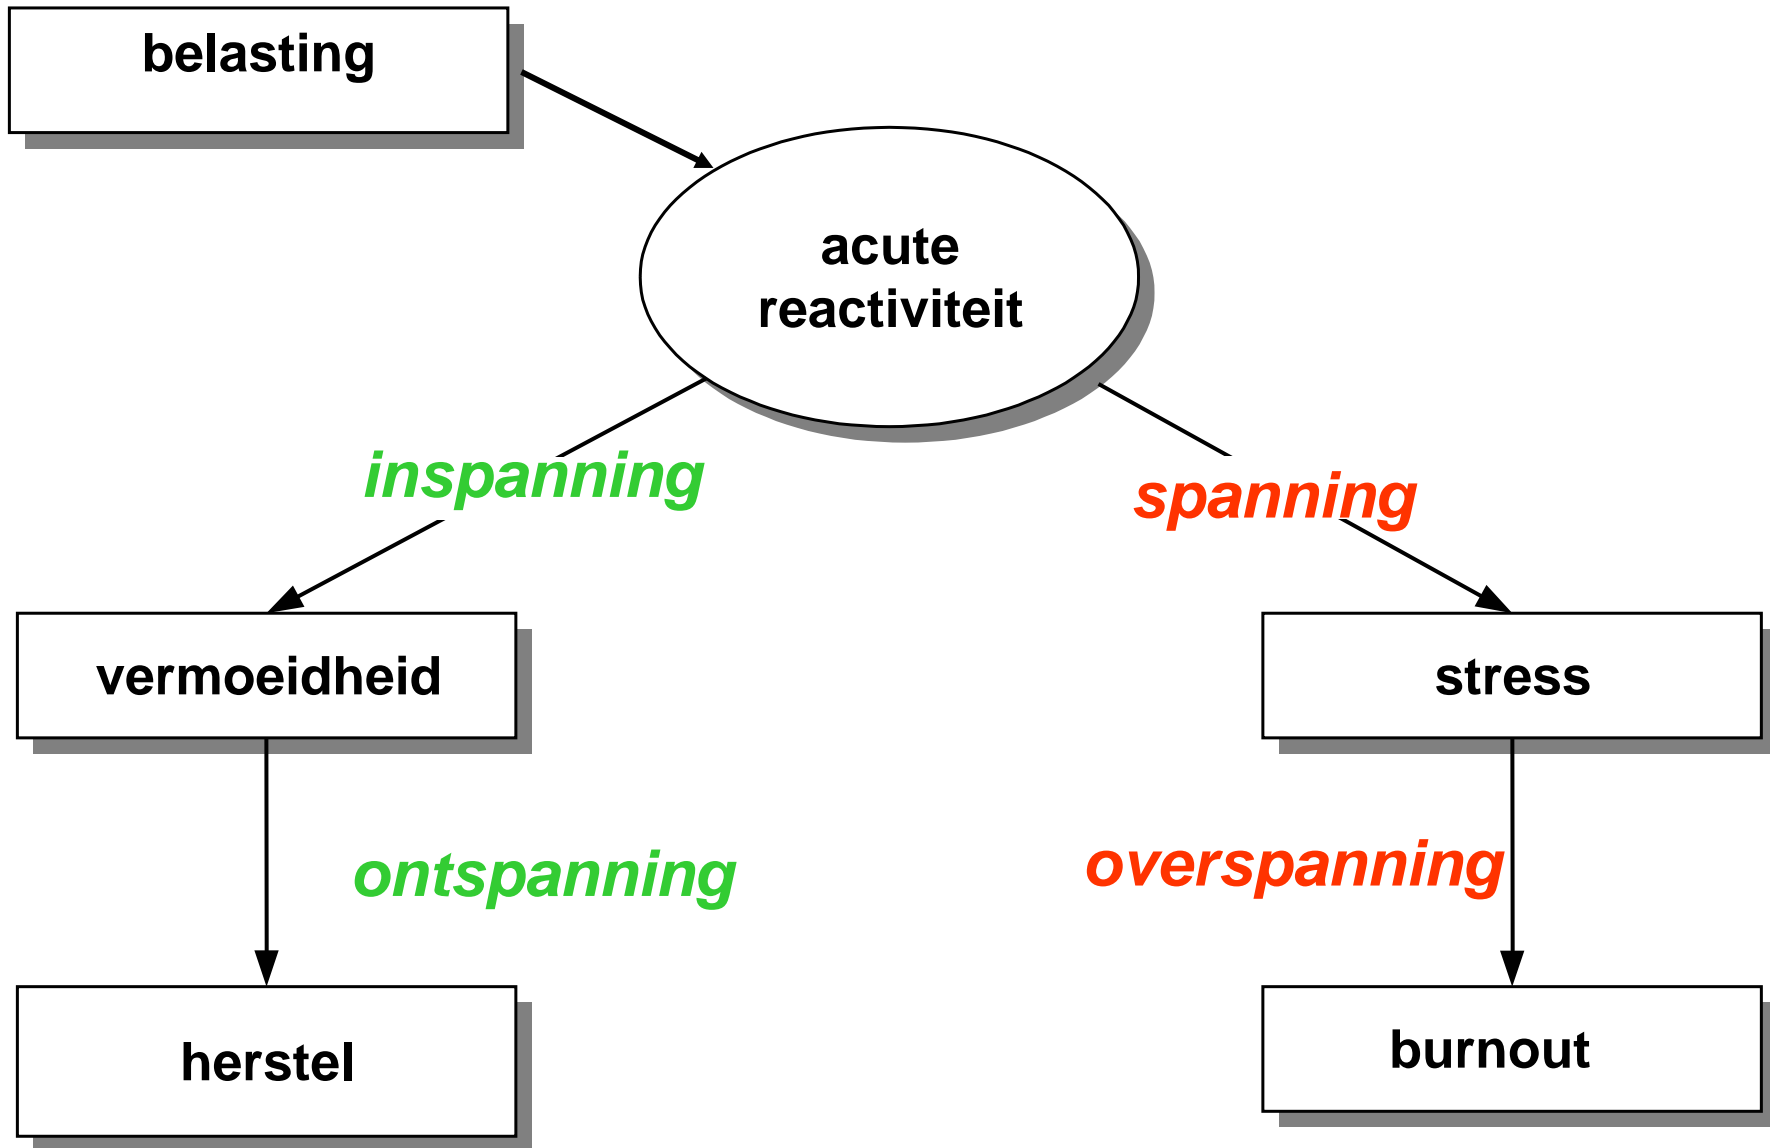 belasting
acute
reactiviteit
inspanning
spanning
vermoeidheid
stress
ontspanning
overspanning
herstel
burnout